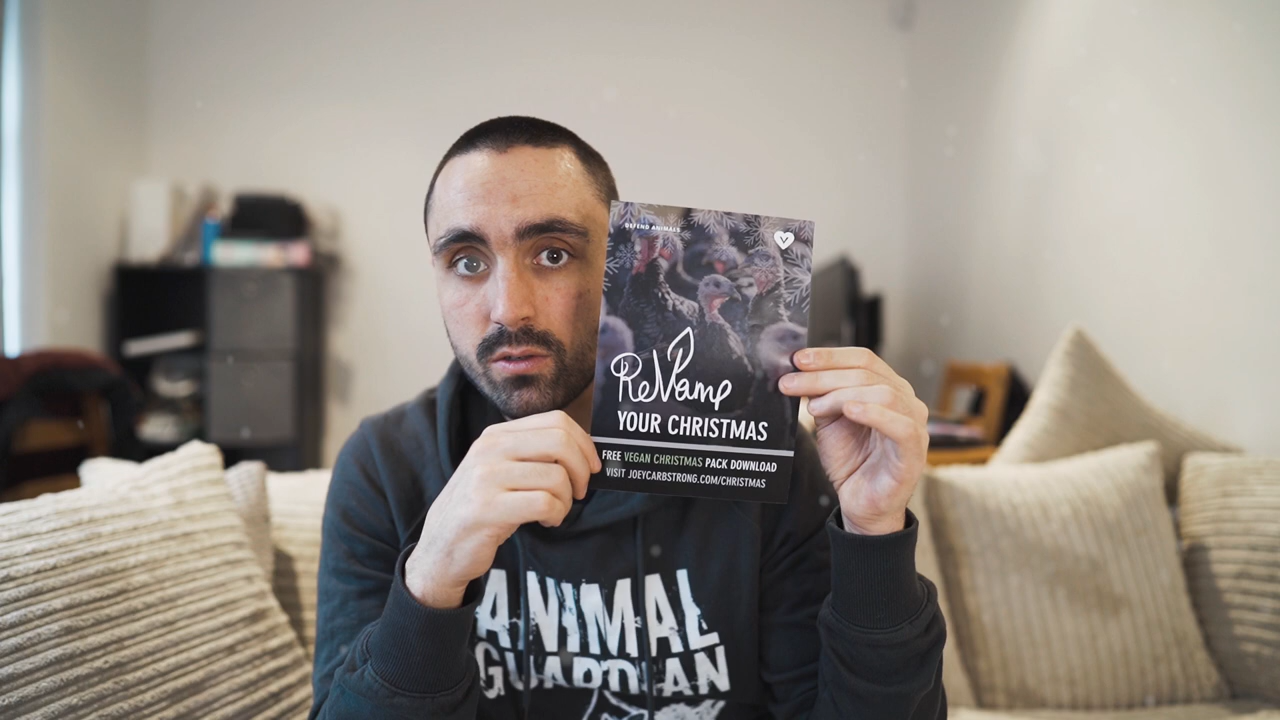 DEFEND ANIMALS
V
ReVamp
YOUR CHRISTMAS
FREE VEGAN CHRISTMAS PACK DOWNLOAD
VISIT JOEYCARBSTRONG.COM/CHRISTMAS
ANIMAL
GUARDIAN